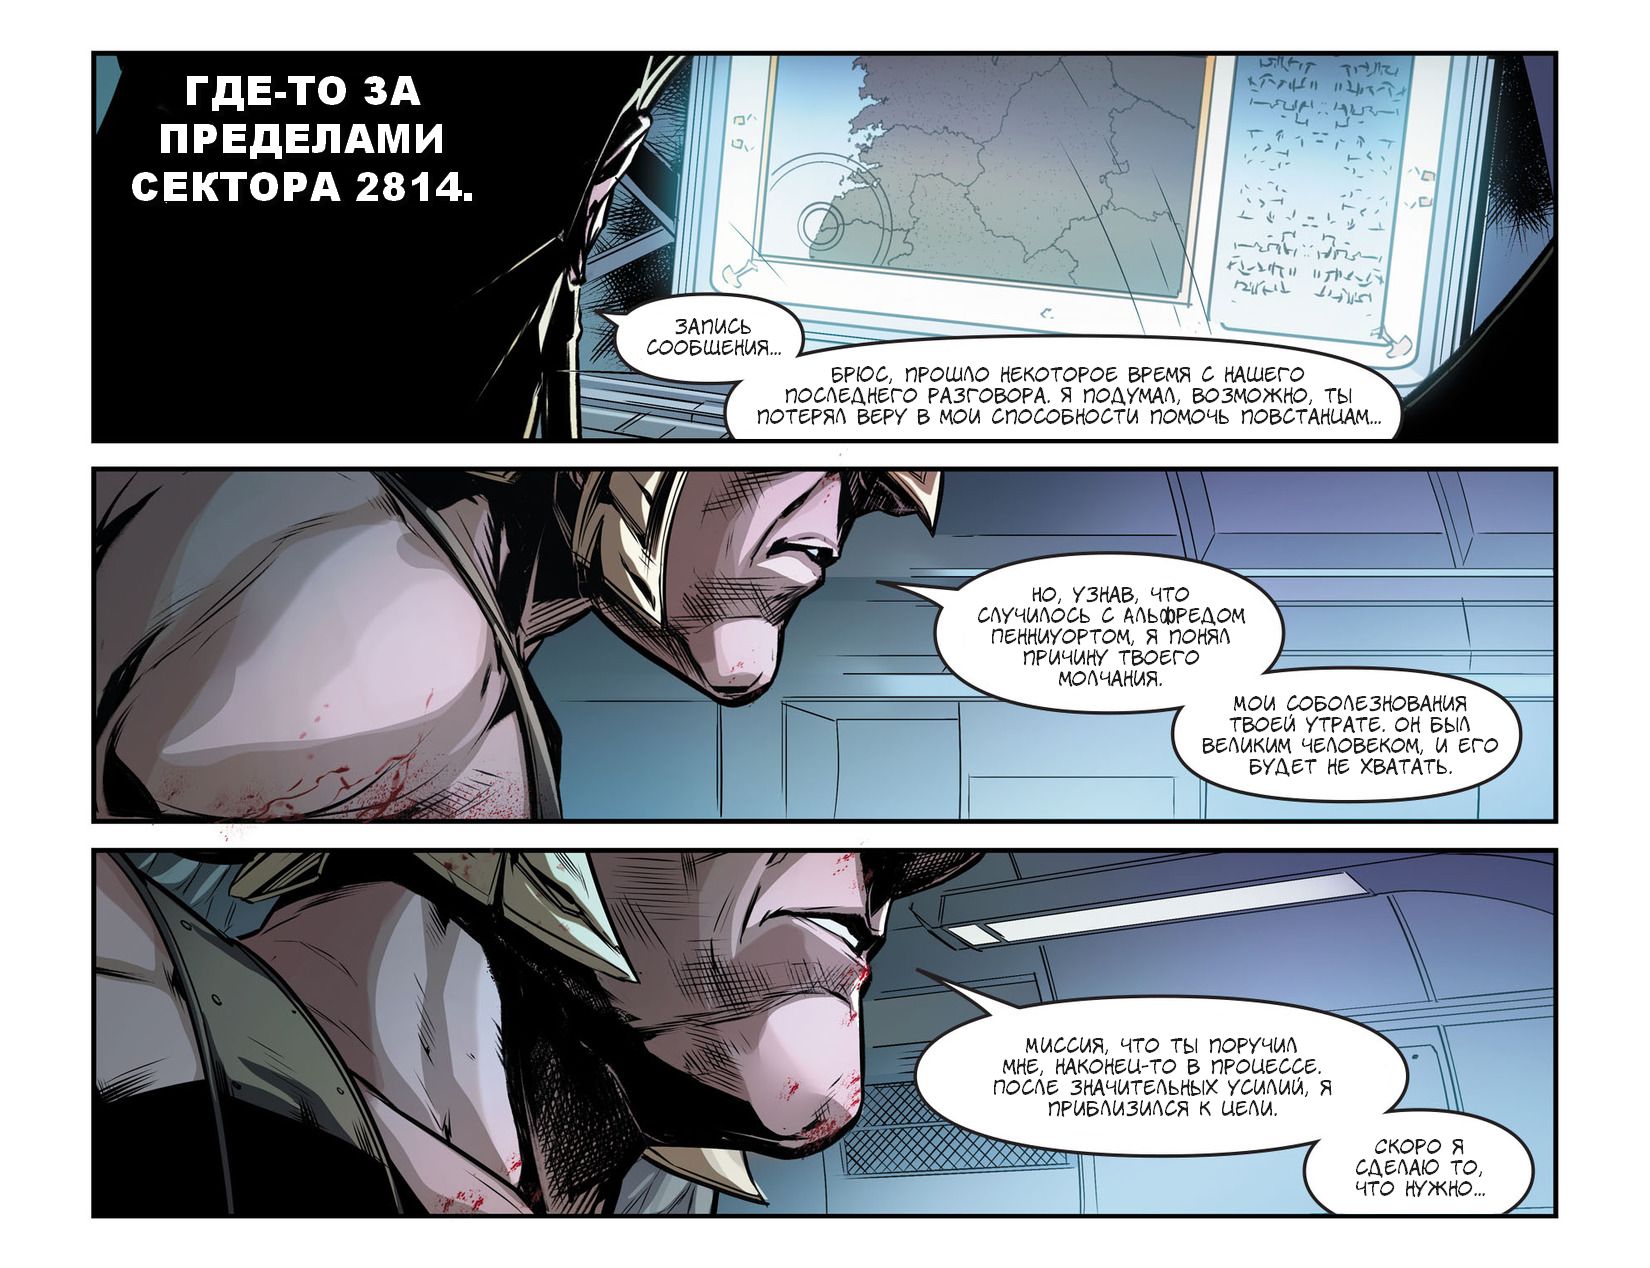 ГДЕ-ТО ЗА
ПРЕДЕЛАМИ
СЕКТОРА 2814.
ЗАПИСЬ
СООБЩЕНИЯ...
БРЮС, ПРОШЛО НЕКОТОРОЕ ВРЕМЯ С НАШЕГО
ПОСЛЕДНЕГО РАЗГОВОРА. Я ПОДУМАЛ, ВОЗМОЖНО, ТЫ
ПОТЕРЯЛ ВЕРУ В МОИ СПОСОБНОСТИ ПОМОЧЬ ПОВСТАНЦАМ...
НО, УЗНАВ, ЧТО
СЛУЧИЛОСЬ С АЛЬФРЕДОМ
ПЕННИУОРТОМ, Я ПОНЯЛ
ПРИЧИНУ ТВОЕГО
МОЛЧАНИЯ.
МОИ СОБОЛЕЗНОВАНИЯ
ТВОЕЙ УТРАТЕ. ОН БЫЛ
ВЕЛИКИМ ЧЕЛОВЕКОМ, И ЕГО
БУДЕТ НЕ ХВАТАТЬ.
МИССИЯ, ЧТО ТЫ ПОРУЧИЛ
МНЕ, НАКОНЕЦ-ТО В ПРОЦЕССЕ.
ПОСЛЕ ЗНАЧИТЕЛЬНЫХ УСИЛИЙ, Я
ПРИБЛИЗИЛСЯ К ЦЕЛИ.
СКОРО Я
СДЕЛАЮ ТО,
ЧТО НУЖНО...